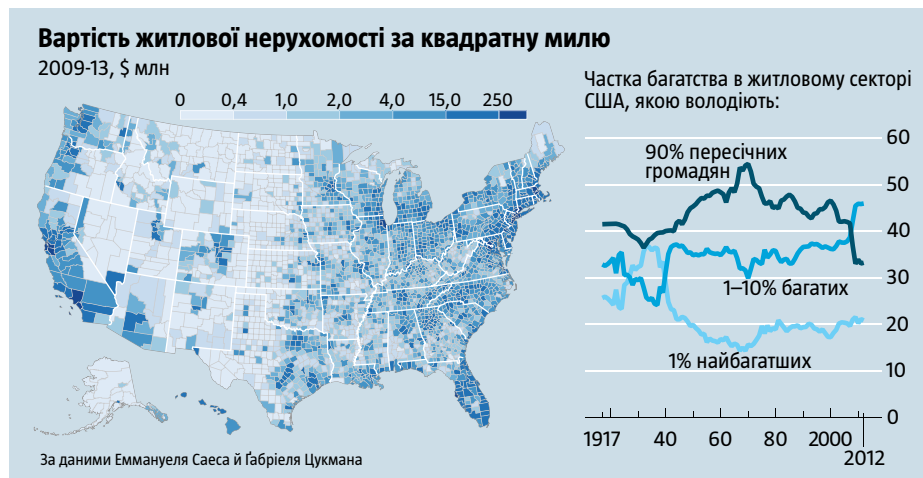 Вартість житлової нерухомості за квадратну милю
2009-13, $ млн
0 0,4 1,0 2,0 4,0 15,0 250
Частка багатства в житловому секторі
США, якою володіють:
60
90% пересічних
громадян
50
40
30
1–10% багатих
20
1% найбагатших
10
0
1917 40 60 80 2000
2012
За даними Еммануеля Саеса й Ґабріеля Цукмана